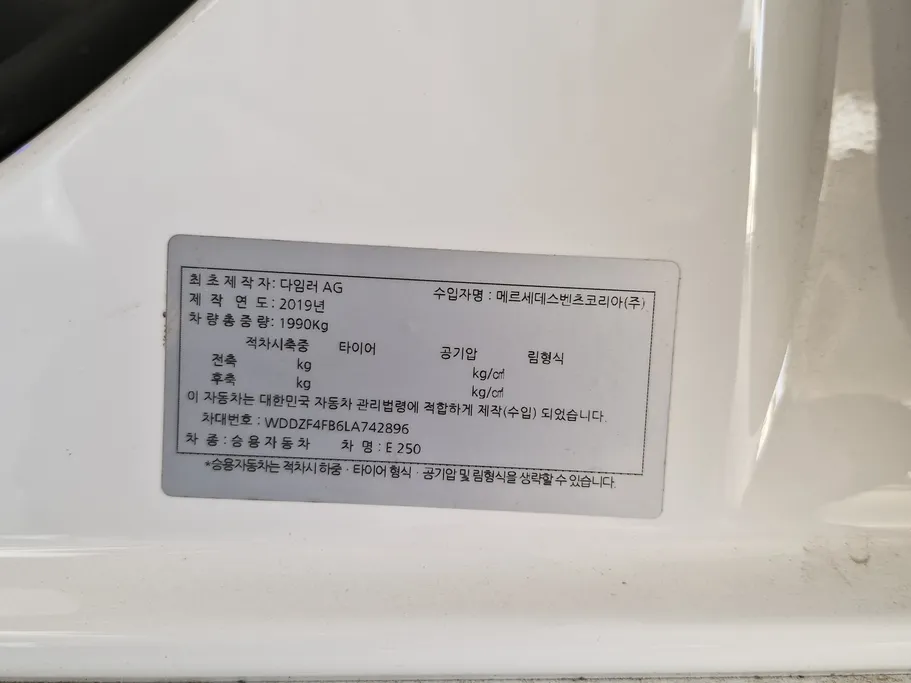 최초제작자: 다임러 AG 수입자명 : 메르세데스벤츠코리아(주)
제 작 연 도 : 2019년
차량총중량: 1990Kg
적차시축중 타이어 공기압 림형식
전축 kg kg/㎠
후축 kg kg/㎠
이 자동차는 대한민국 자동차 관리법령에 적합하게 제작(수입) 되었습니다.
차대번호 : WDDZF4FB6LA742896
차 종 : 승용자동차 차 명 : E 250
*승용자동차는 적차시 하중 · 타이어 형식 · 공기압 및 림형식을 생략할 수 있습니다.